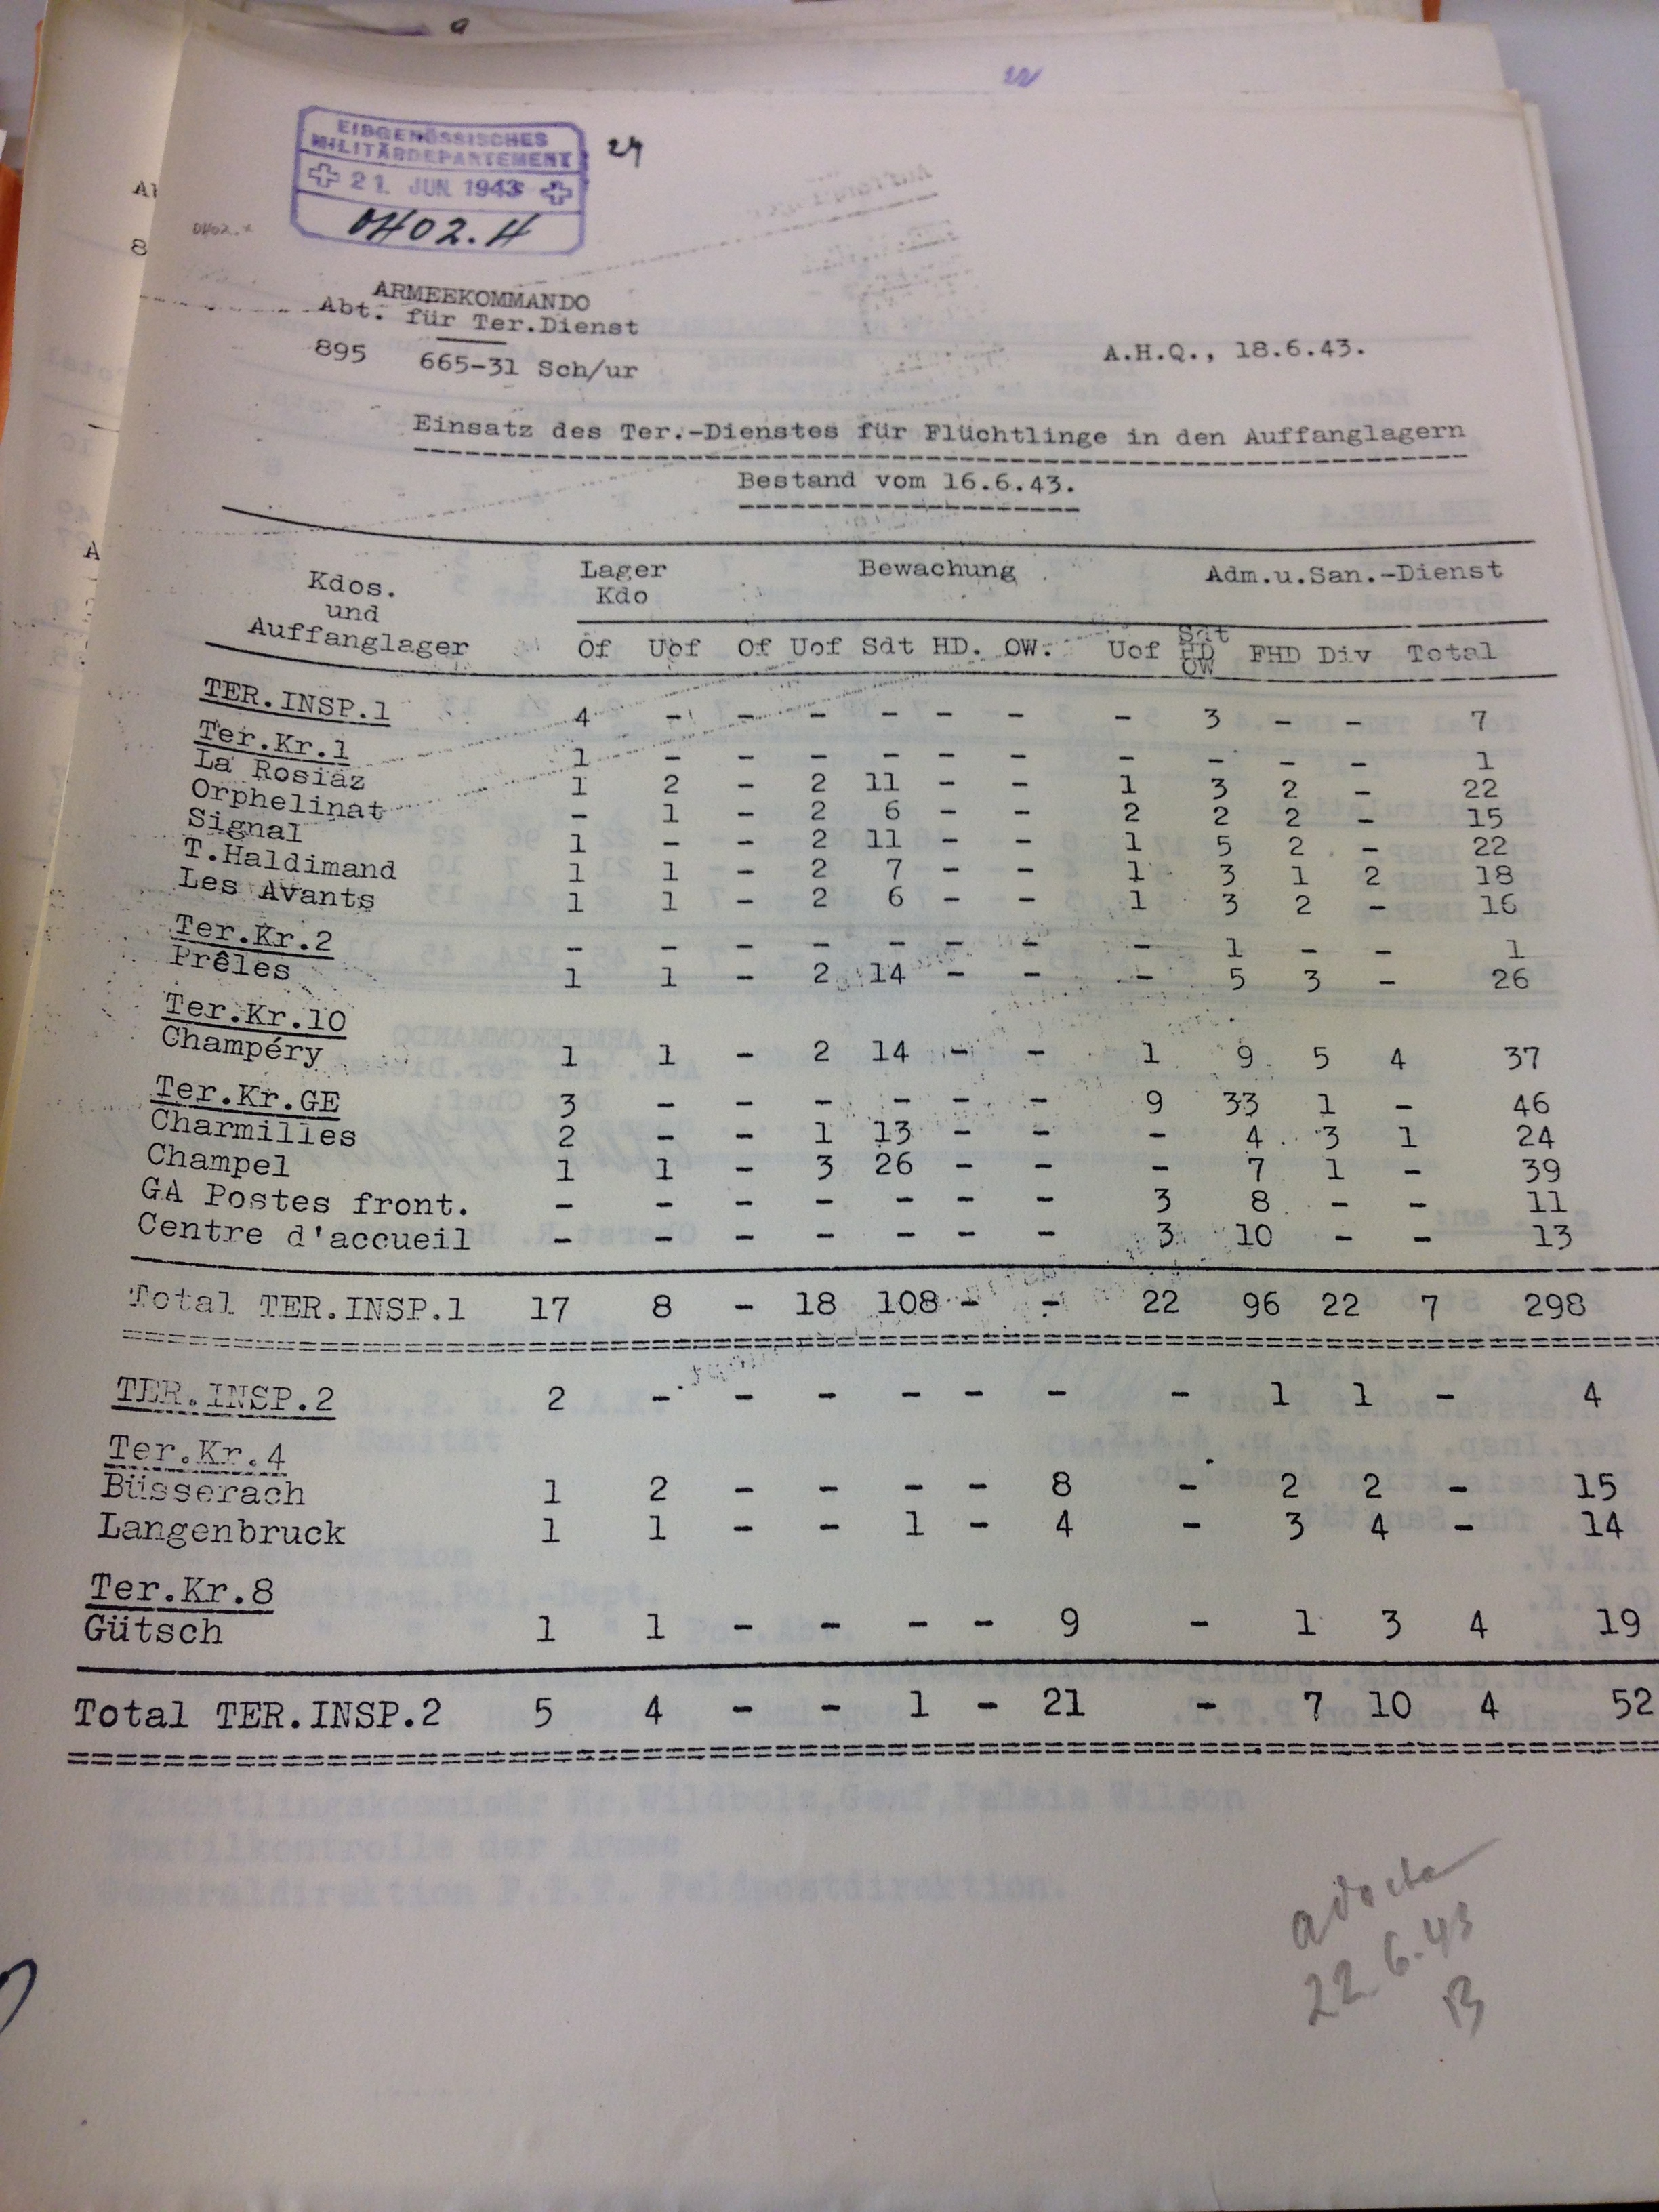 EIDGENÖSSISCHES
MILITÄRDEPARTEMENT
21. JUN. 1943
0402.H
24
0402.H
ARMEEKOMMANDO
Abt. für Ter.Dienst
895 665-31 Sch/ur
A.H.Q., 18.6.43.
Einsatz des Ter.-Dienstes für Flüchtlinge in den Auffanglagern
Bestand vom 16.6.43.
Kdos. und Auffanglager Lager Kdo Bewachung Adm.u.San.-Dienst
Of Uof Of Uof Sdt HD. OW. Uof Sdt HD OW FHD Div Total
TER.INSP.1 4 - - - - - - - 3 - - 7
Ter.Kr.1 1 - - - - - - - - - - 1
La Rosiaz 1 2 - 2 11 - - 1 3 2 - 22
Orphelinat - 1 - 2 6 - - 2 2 2 - 15
Signal 1 - - 2 11 - - 1 5 2 - 22
T.Haldimand 1 1 - 2 7 - - 1 3 1 2 18
Les Avants 1 1 - 2 6 - - 1 3 2 - 16
Ter.Kr.2 - - - - - - - - 1 - - 1
Prêles 1 1 - 2 14 - - - 5 3 - 26
Ter.Kr.10
Champéry 1 1 - 2 14 - - 1 9 5 4 37
Ter.Kr.GE 3 - - - - - - 9 33 1 - 46
Charmilles 2 - - 1 13 - - - 4 3 1 24
Champel 1 1 - 3 26 - - - 7 1 - 39
GA Postes front. - - - - - - - 3 8 - - 11
Centre d'accueil - - - - - - - 3 10 - - 13
Total TER.INSP.1 17 8 - 18 108 - - 22 96 22 7 298
TER.INSP.2 2 - - - - - - - 1 1 - 4
Ter.Kr.4
Büsserach 1 2 - - - - 8 - 2 2 - 15
Langenbruck 1 1 - - 1 - 4 - 3 4 - 14
Ter.Kr.8
Gütsch 1 1 - - - - 9 - 1 3 4 19
Total TER.INSP.2 5 4 - - 1 - 21 - 7 10 4 52
22 6.43
B